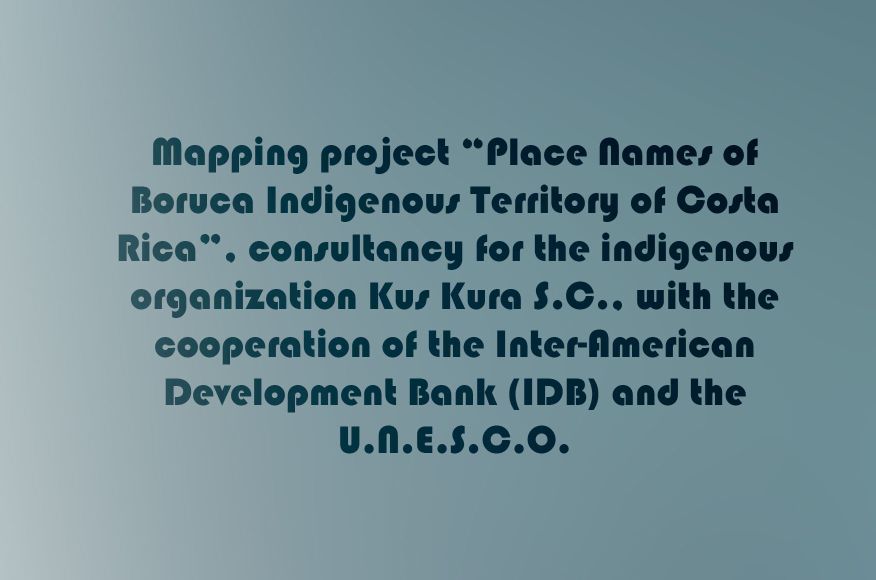 Mapping project “Place Names of
Boruca Indigenous Territory of Costa
Rica”, consultancy for the indigenous
organization Kus Kura S.C., with the
cooperation of the Inter-American
Development Bank (IDB) and the
U.N.E.S.C.O.